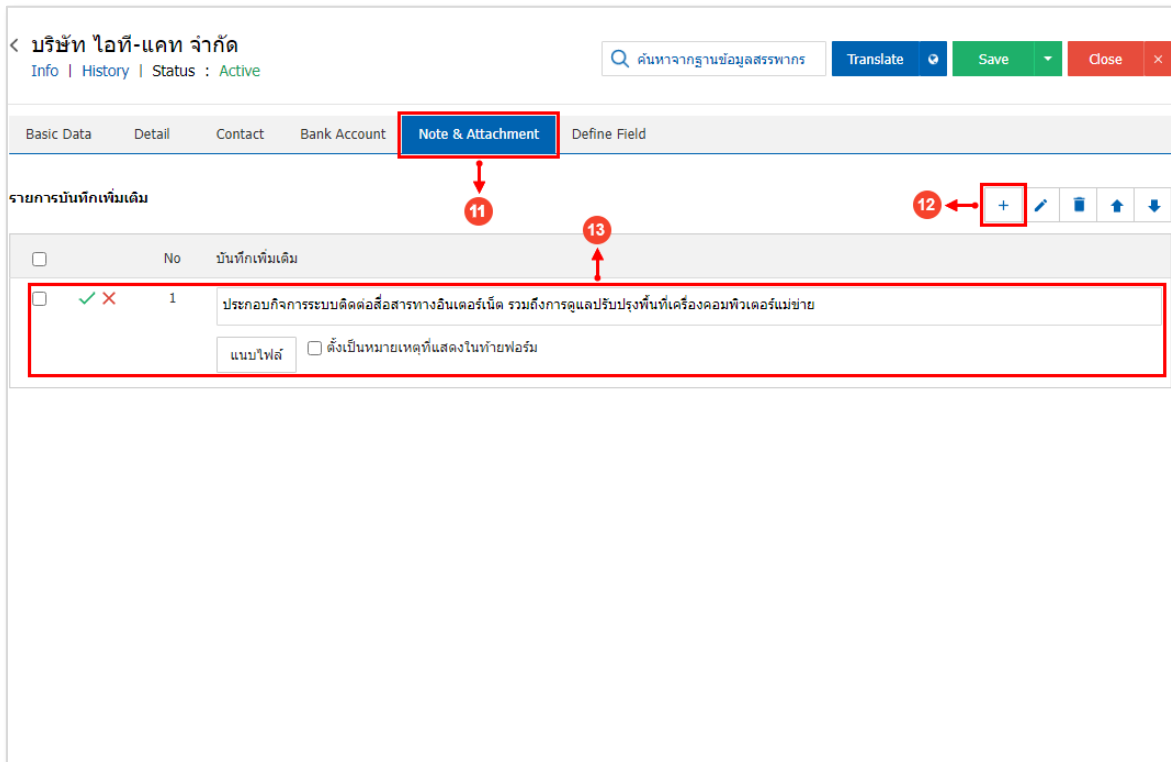 บริษัท ไอที-แคท จำกัด
Info | History | Status : Active
ค้นหาจากฐานข้อมูลสรรพากร
Translate
Save
Close ×
Basic Data Detail Contact Bank Account Note & Attachment Define Field
11
รายการบันทึกเพิ่มเติม
12
+
13
No บันทึกเพิ่มเติม
1 ประกอบกิจการระบบติดต่อสื่อสารทางอินเตอร์เน็ต รวมถึงการดูแลปรับปรุงพื้นที่เครื่องคอมพิวเตอร์แม่ข่าย
แนบไฟล์ ตั้งเป็นหมายเหตุที่แสดงในท้ายฟอร์ม